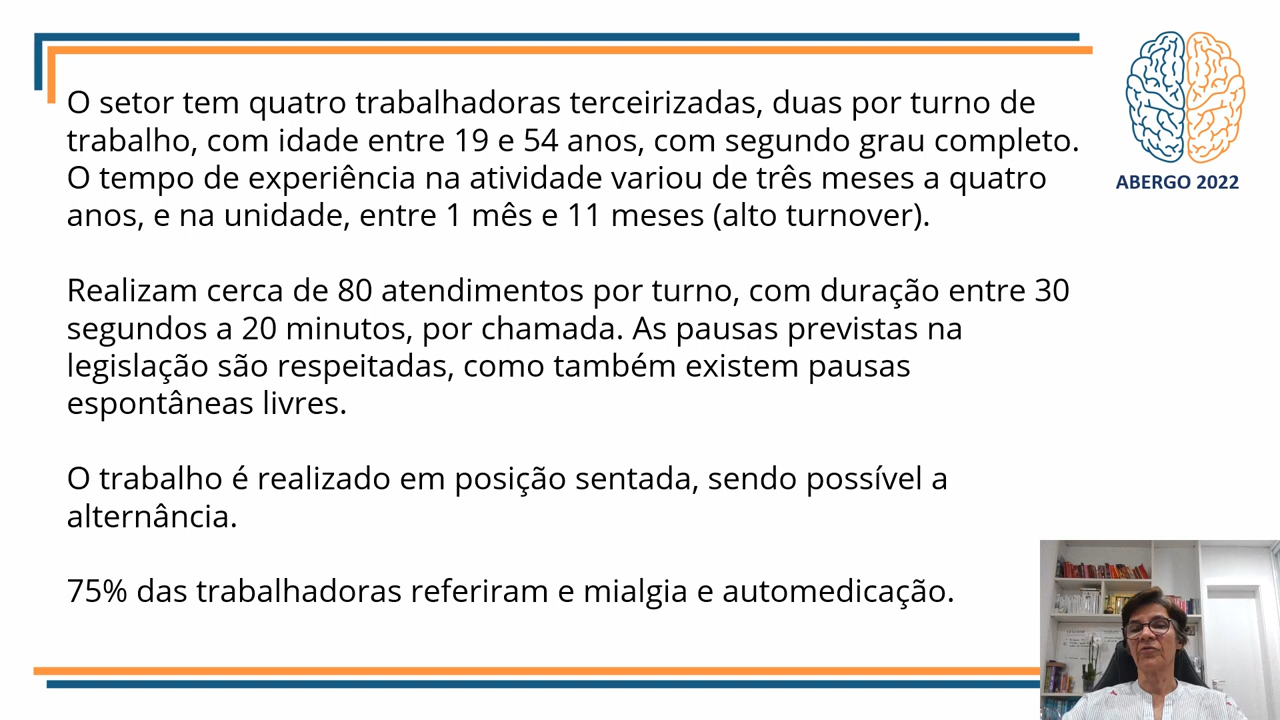 O setor tem quatro trabalhadoras terceirizadas, duas por turno de
trabalho, com idade entre 19 e 54 anos, com segundo grau completo.
O tempo de experiência na atividade variou de três meses a quatro
anos, e na unidade, entre 1 mês e 11 meses (alto turnover).
Realizam cerca de 80 atendimentos por turno, com duração entre 30
segundos a 20 minutos, por chamada. As pausas previstas na
legislação são respeitadas, como também existem pausas
espontâneas livres.
O trabalho é realizado em posição sentada, sendo possível a
alternância.
75% das trabalhadoras referiram e mialgia e automedicação.
ABERGO 2022